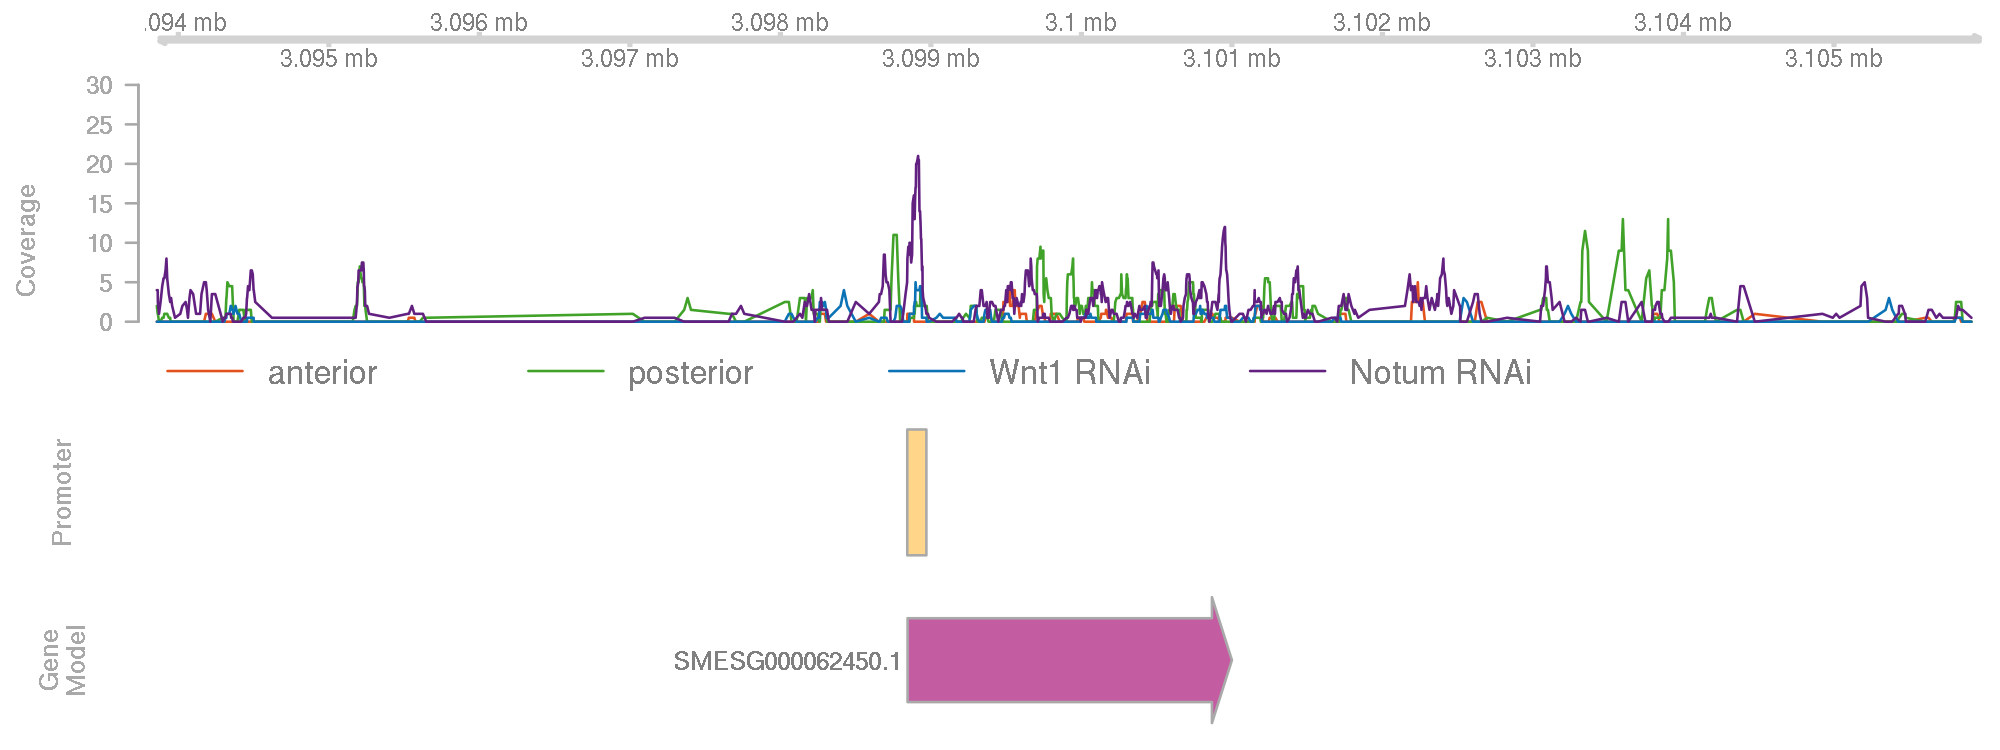 .094 mb 3.096 mb 3.098 mb 3.1 mb 3.102 mb 3.104 mb
3.095 mb 3.097 mb 3.099 mb 3.101 mb 3.103 mb 3.105 mb
30
25
20
15
10
5
0
Coverage
anterior posterior Wnt1 RNAi Notum RNAi
Promoter
Gene
Model
SMESG000062450.1